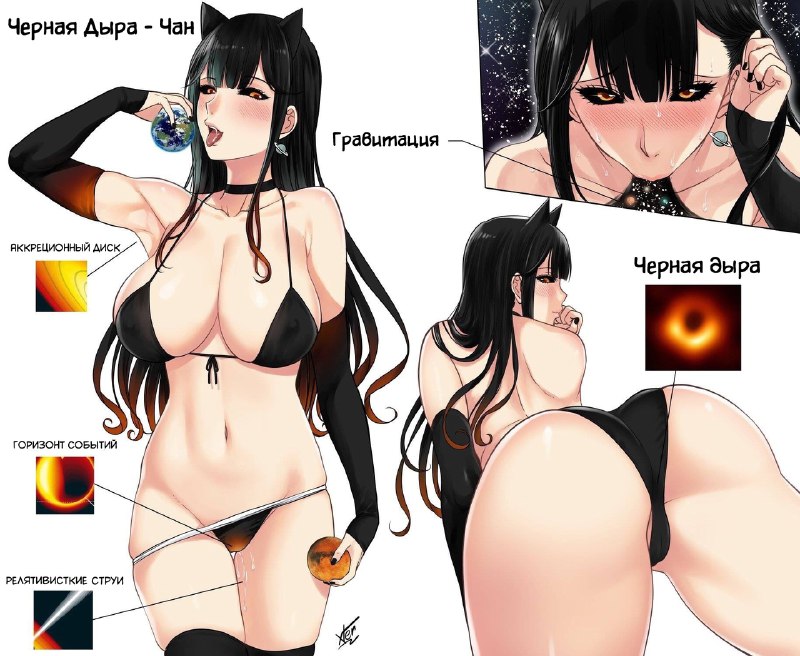 Черная Дыра - Чан
Гравитация
Аккреционный диск
Черная дыра
Горизонт событий
Релятивисткие струи